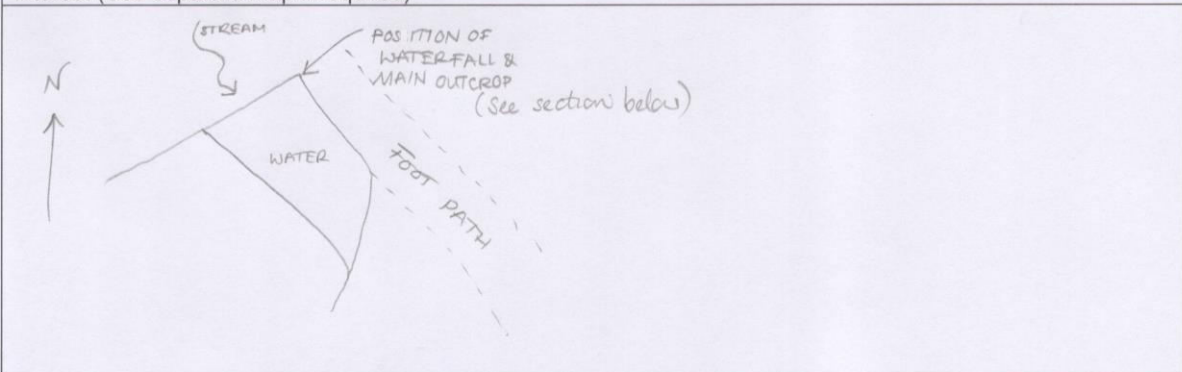 STREAM
POSITION OF
WATERFALL &
MAIN OUTCROP
(See section below)
N
WATER
FOOT PATH